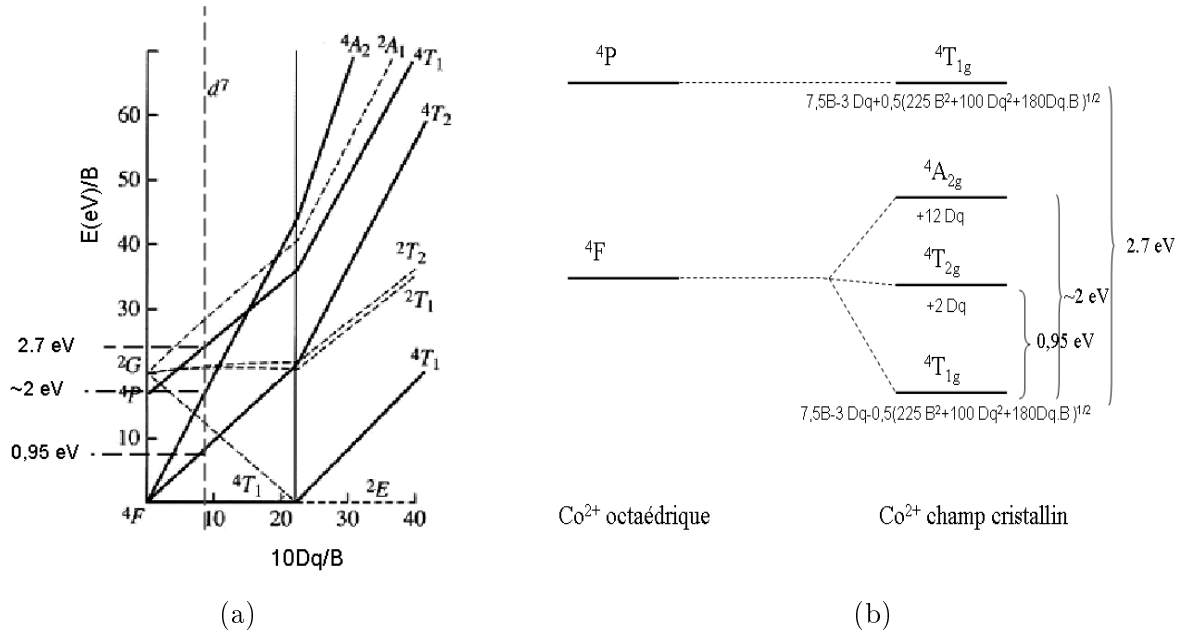 ⁴A₂ ²A₁ ⁴T₁
d⁷
⁴T₂
60
50
E(eV)/B
40
²T₂
30
²T₁
2.7 eV
²G
⁴T₁
~2 eV
⁴P
10
0,95 eV
⁴T₁
²E
⁴F
10
20
30
40
10Dq/B
(a)
⁴P
⁴T₁g
7,5B-3 Dq+0,5(225 B²+100 Dq²+180Dq.B)¹/²
⁴A₂g
+12 Dq
2.7 eV
⁴F
⁴T₂g
~2 eV
+2 Dq
0,95 eV
⁴T₁g
7,5B-3 Dq-0,5(225 B²+100 Dq²+180Dq.B)¹/²
Co²⁺ octaédrique
Co²⁺ champ cristallin
(b)